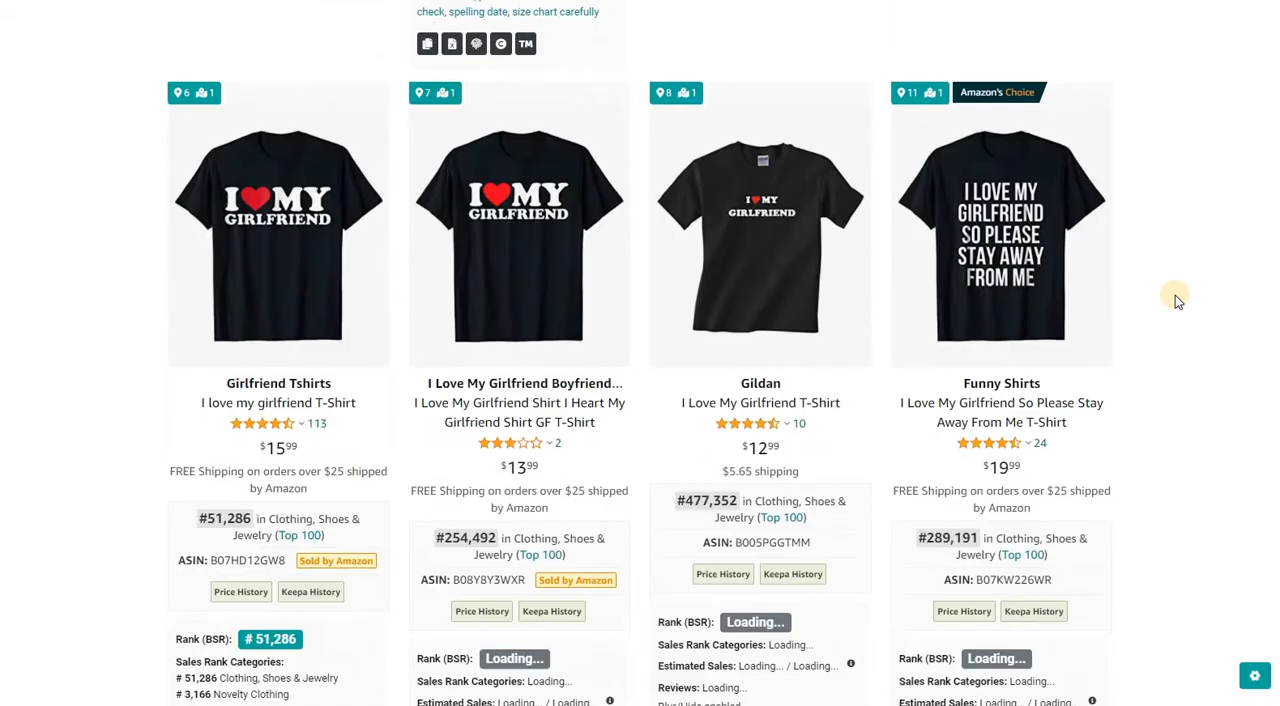 check, spelling date, size chart carefully
TM
6 1
I ❤ MY
GIRLFRIEND
Girlfriend Tshirts
I love my girlfriend T-Shirt
113
$15.99
FREE Shipping on orders over $25 shipped
by Amazon
#51,286 in Clothing, Shoes &
Jewelry (Top 100)
ASIN: B07HD12GW8 Sold by Amazon
Price History Keepa History
Rank (BSR): # 51,286
Sales Rank Categories:
# 51,286 Clothing, Shoes & Jewelry
# 3,166 Novelty Clothing
7 1
I ❤ MY
GIRLFRIEND
I Love My Girlfriend Boyfriend...
I Love My Girlfriend Shirt I Heart My
Girlfriend Shirt GF T-Shirt
2
$13.99
FREE Shipping on orders over $25 shipped
by Amazon
#254,492 in Clothing, Shoes &
Jewelry (Top 100)
ASIN: B08Y8Y3WXR Sold by Amazon
Price History Keepa History
Rank (BSR): Loading...
Sales Rank Categories: Loading...
Estimated Sales: Loading... / Loading...
8 1
I ❤ MY
GIRLFRIEND
Gildan
I Love My Girlfriend T-Shirt
10
$12.99
$5.65 shipping
#477,352 in Clothing, Shoes &
Jewelry (Top 100)
ASIN: B005PGGTMM
Price History Keepa History
Rank (BSR): Loading...
Sales Rank Categories: Loading...
Estimated Sales: Loading... / Loading...
Reviews: Loading...
11 1 Amazon's Choice
I LOVE MY
GIRLFRIEND
SO PLEASE
STAY AWAY
FROM ME
Funny Shirts
I Love My Girlfriend So Please Stay
Away From Me T-Shirt
24
$19.99
FREE Shipping on orders over $25 shipped
by Amazon
#289,191 in Clothing, Shoes &
Jewelry (Top 100)
ASIN: B07KW226WR
Price History Keepa History
Rank (BSR): Loading...
Sales Rank Categories: Loading...
Estimated Sales: Loading... / Loading...